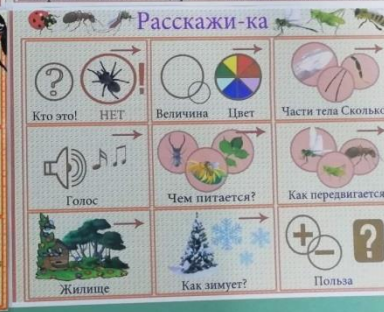 Расскажи-ка
Кто это! НЕТ
Величина Цвет
Части тела Сколько
Голос
Чем питается?
Как передвигается
Жилище
Как зимует?
Польза